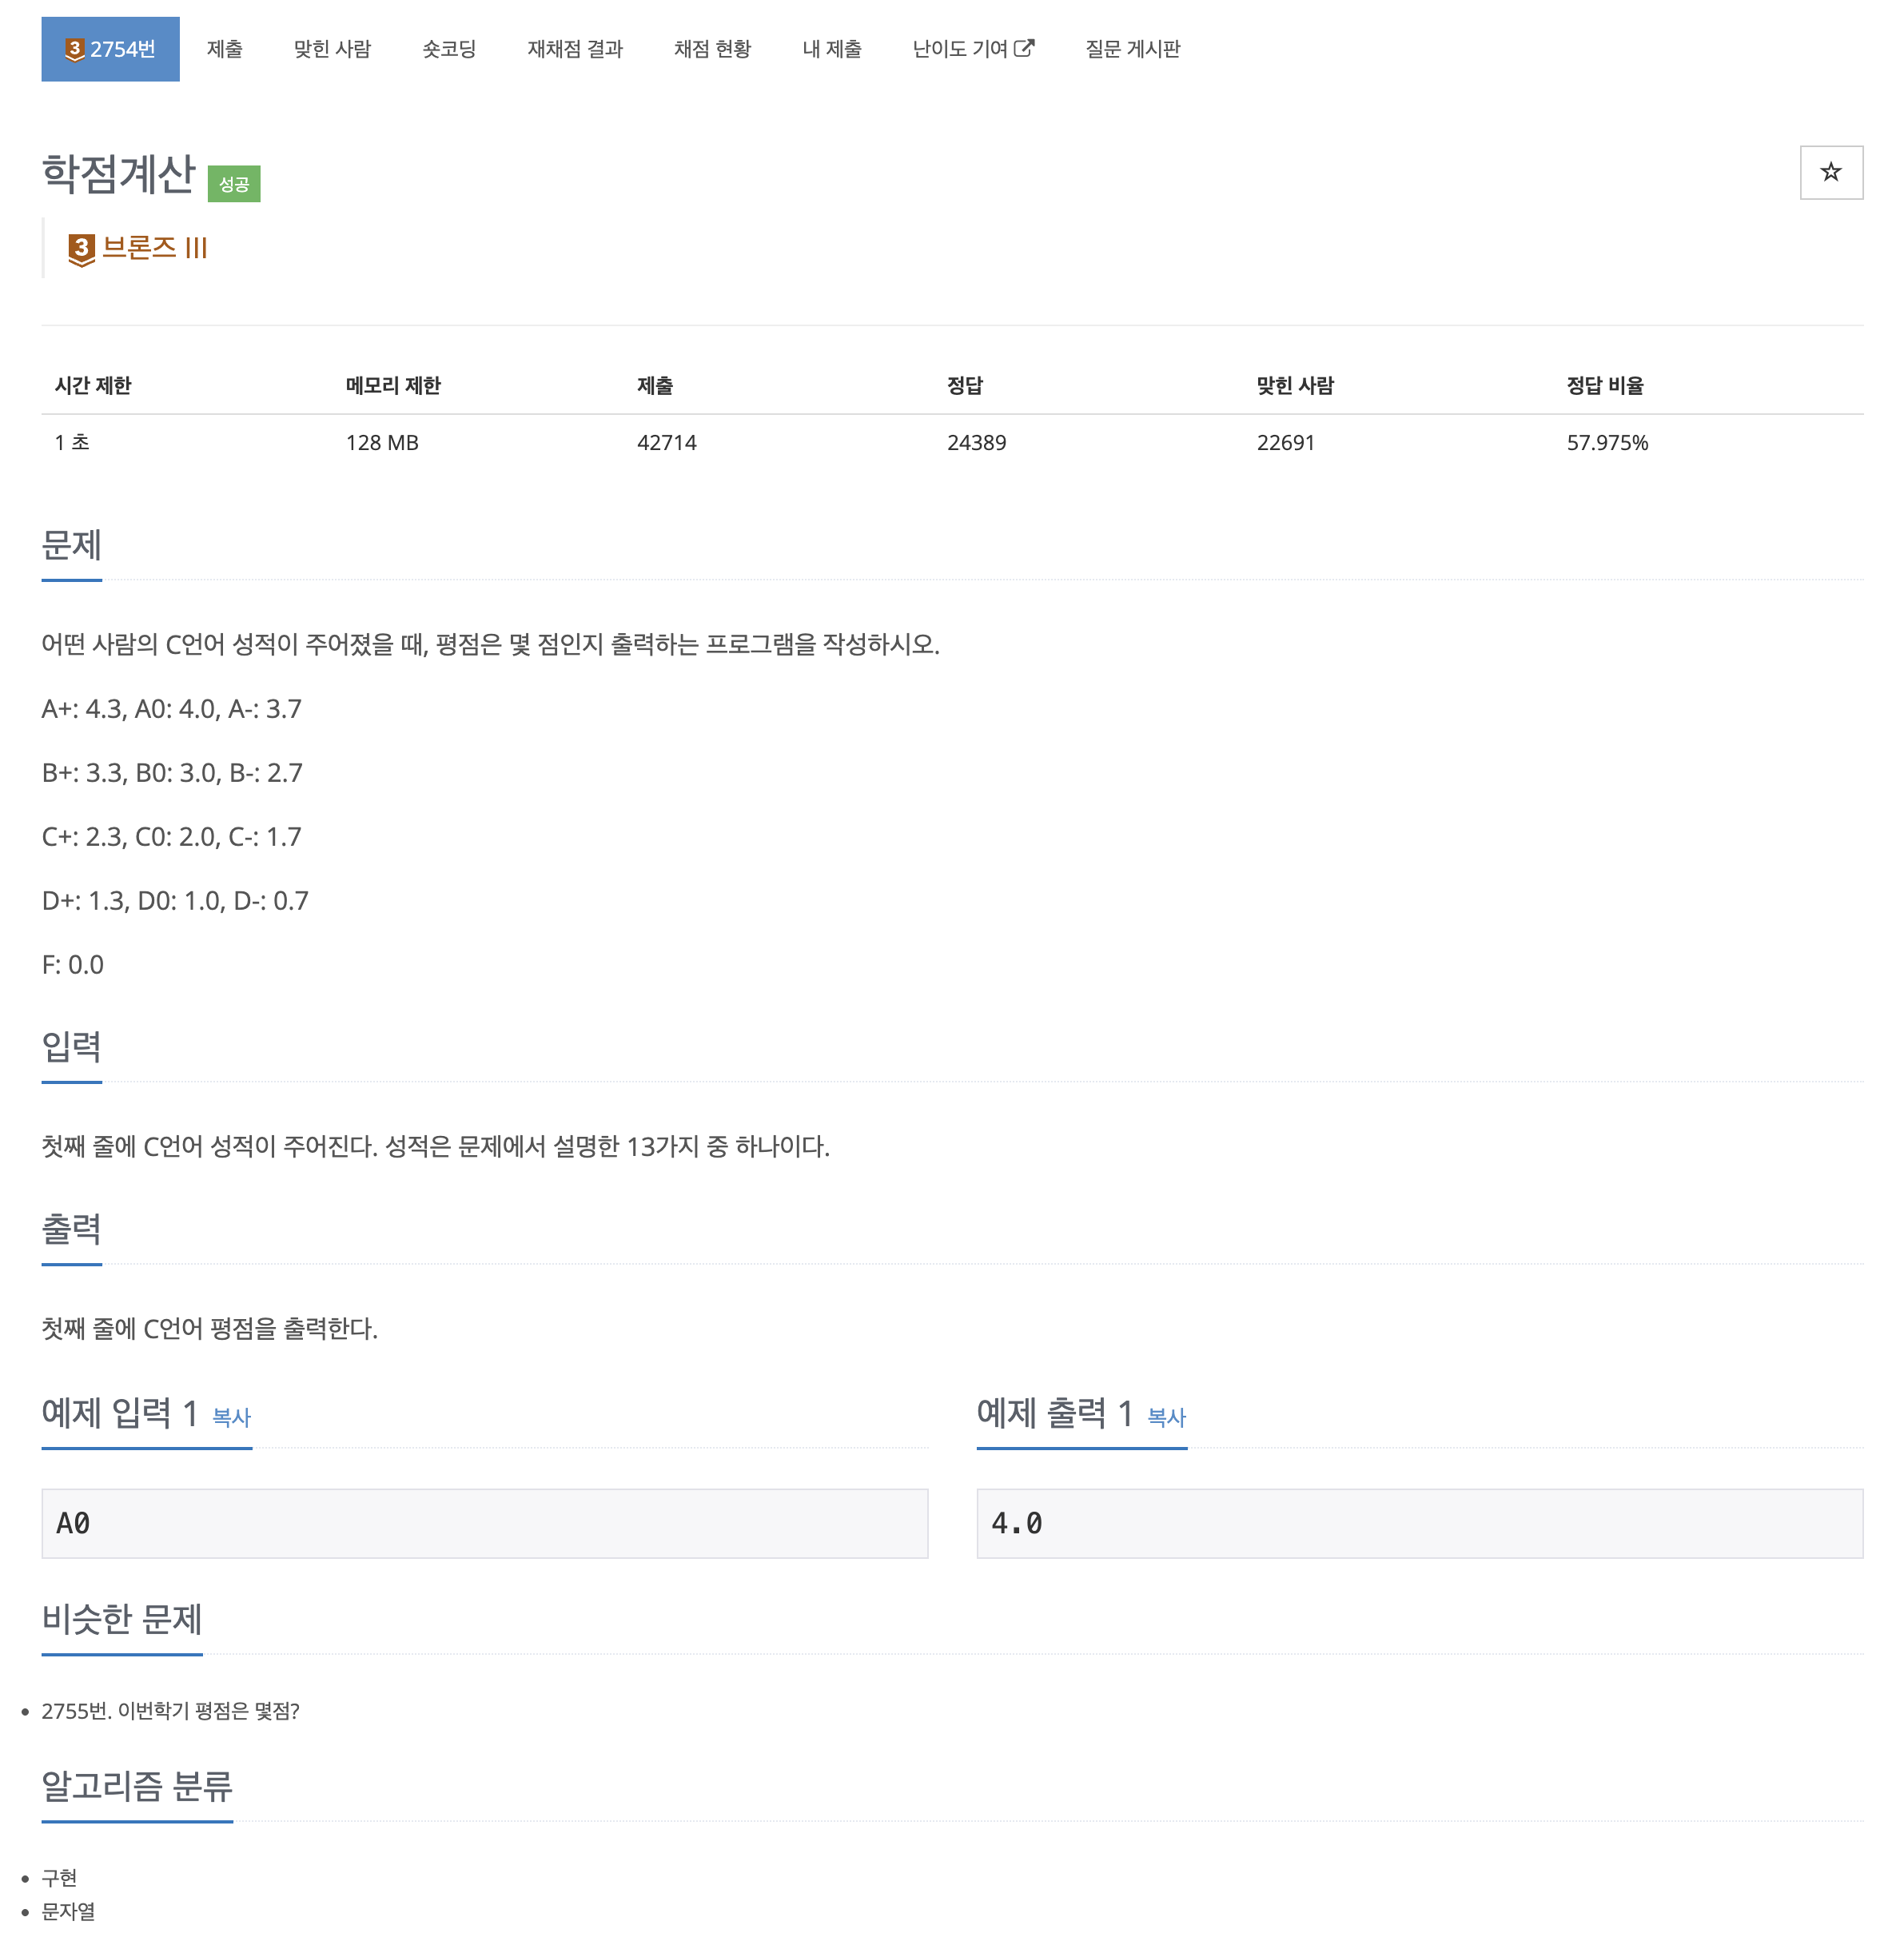 3 2754번 제출 맞힌 사람 숏코딩 재채점 결과 채점 현황 내 제출 난이도 기여 질문 게시판
학점계산 성공
3 브론즈 III
시간 제한 메모리 제한 제출 정답 맞힌 사람 정답 비율
1 초 128 MB 42714 24389 22691 57.975%
문제
어떤 사람의 C언어 성적이 주어졌을 때, 평점은 몇 점인지 출력하는 프로그램을 작성하시오.
A+: 4.3, A0: 4.0, A-: 3.7
B+: 3.3, B0: 3.0, B-: 2.7
C+: 2.3, C0: 2.0, C-: 1.7
D+: 1.3, D0: 1.0, D-: 0.7
F: 0.0
입력
첫째 줄에 C언어 성적이 주어진다. 성적은 문제에서 설명한 13가지 중 하나이다.
출력
첫째 줄에 C언어 평점을 출력한다.
예제 입력 1 복사
A0
예제 출력 1 복사
4.0
비슷한 문제
2755번. 이번학기 평점은 몇점?
알고리즘 분류
구현
문자열